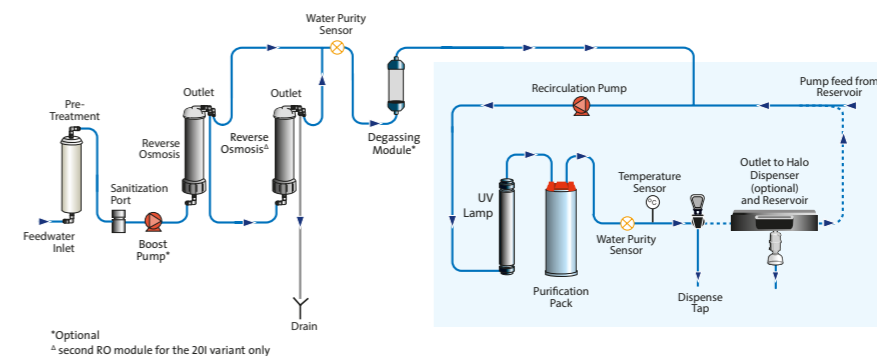 Water Purity
Sensor
Outlet
Outlet
Pre-
Treatment
Reverse
Osmosis
Reverse
Osmosis△
Degassing
Module*
Sanitization
Port
Feedwater
Inlet
Boost
Pump*
Drain
Recirculation Pump
Pump feed from
Reservoir
UV
Lamp
Temperature
Sensor
°C
Outlet to Halo
Dispenser
(optional)
and Reservoir
Water Purity
Sensor
Purification
Pack
Dispense
Tap
*Optional
△ second RO module for the 20I variant only